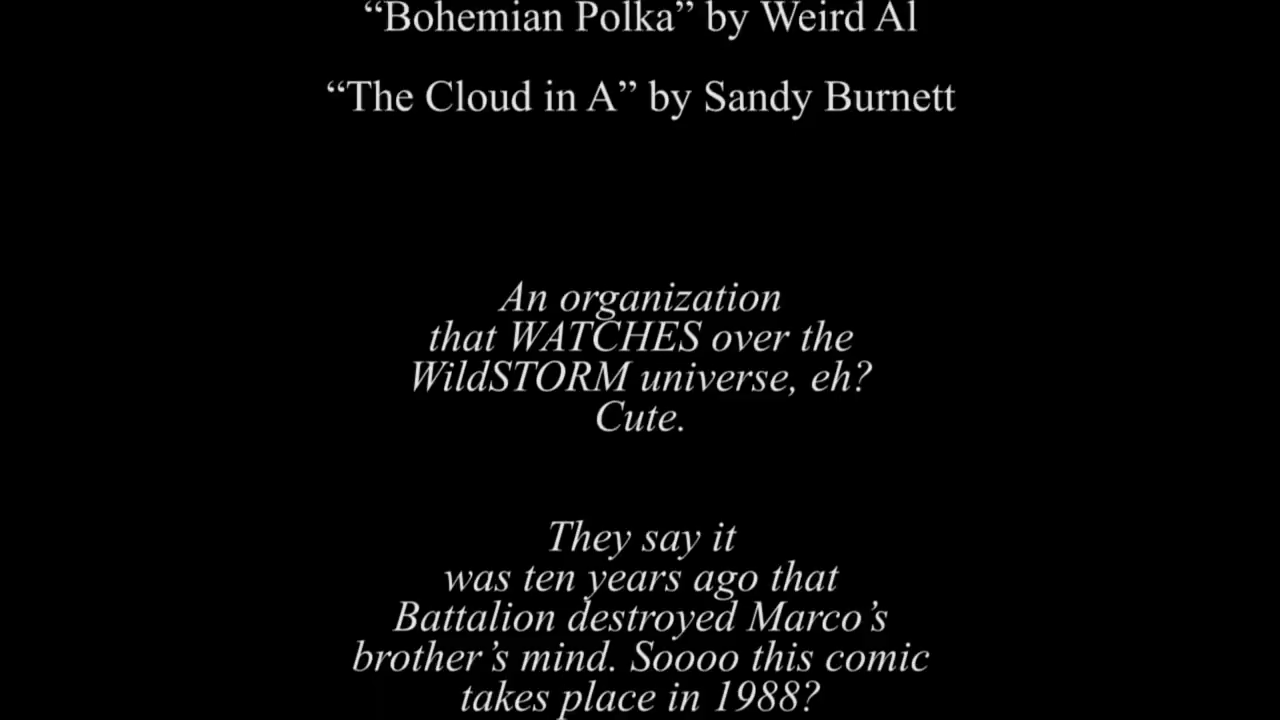 “Bohemian Polka” by Weird Al
“The Cloud in A” by Sandy Burnett
An organization
that WATCHES over the
WildSTORM universe, eh?
Cute.
They say it
was ten years ago that
Battalion destroyed Marco’s
brother’s mind. Soooo this comic
takes place in 1988?